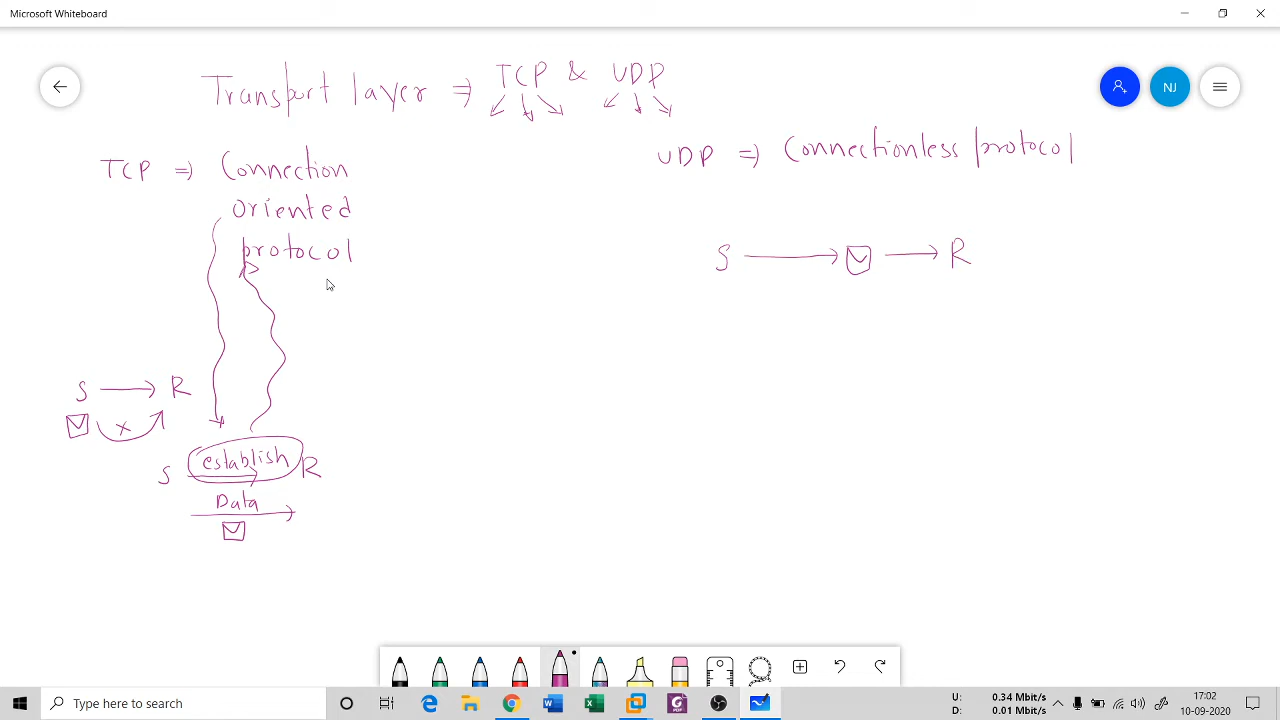 Microsoft Whiteboard
Transport layer ⇒ TCP & UDP
NJ
TCP ⇒ Connection
oriented
protocol
UDP ⇒ Connectionless protocol
S → → R
S → R
x
S establish R
Data
Type here to search
U: 0.34 Mbit/s
D: 0.01 Mbit/s
17:02
10-09-2020